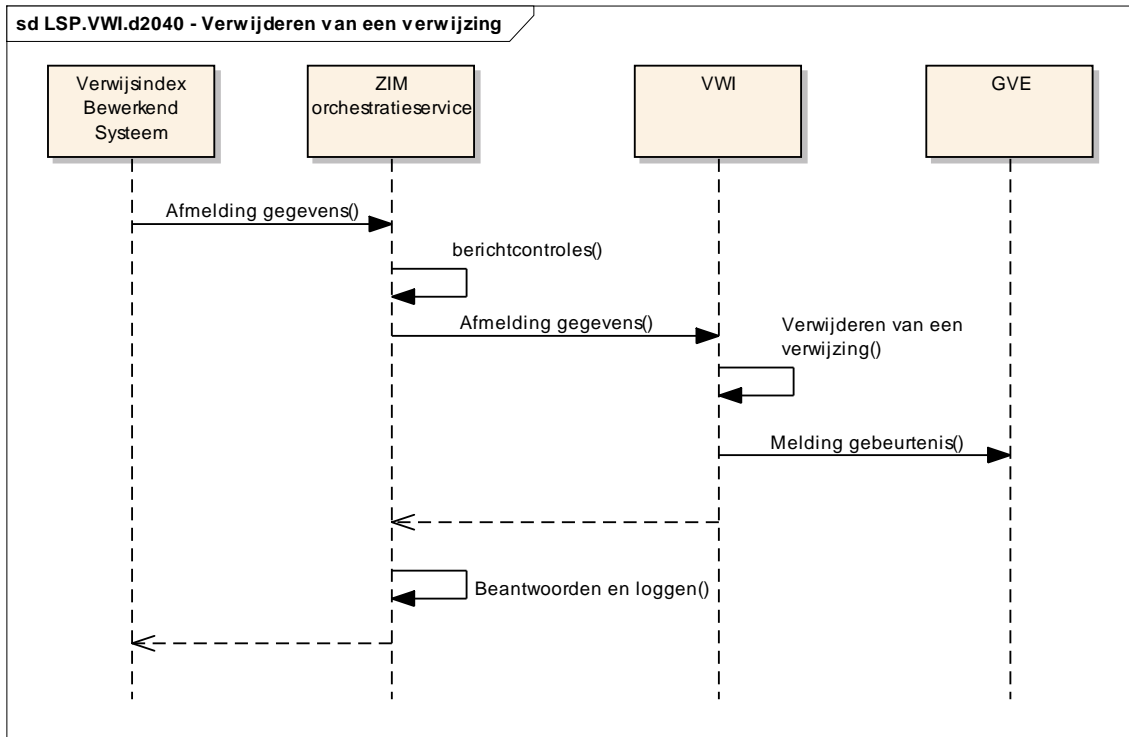 sd LSP.VWI.d2040 - Verwijderen van een verwijzing
Verwijsindex
Bewerkend
Systeem
ZIM
orchestratieservice
VWI
GVE
Afmelding gegevens()
berichtcontroles()
Afmelding gegevens()
Verwijderen van een
verwijzing()
Melding gebeurtenis()
Beantwoorden en loggen()